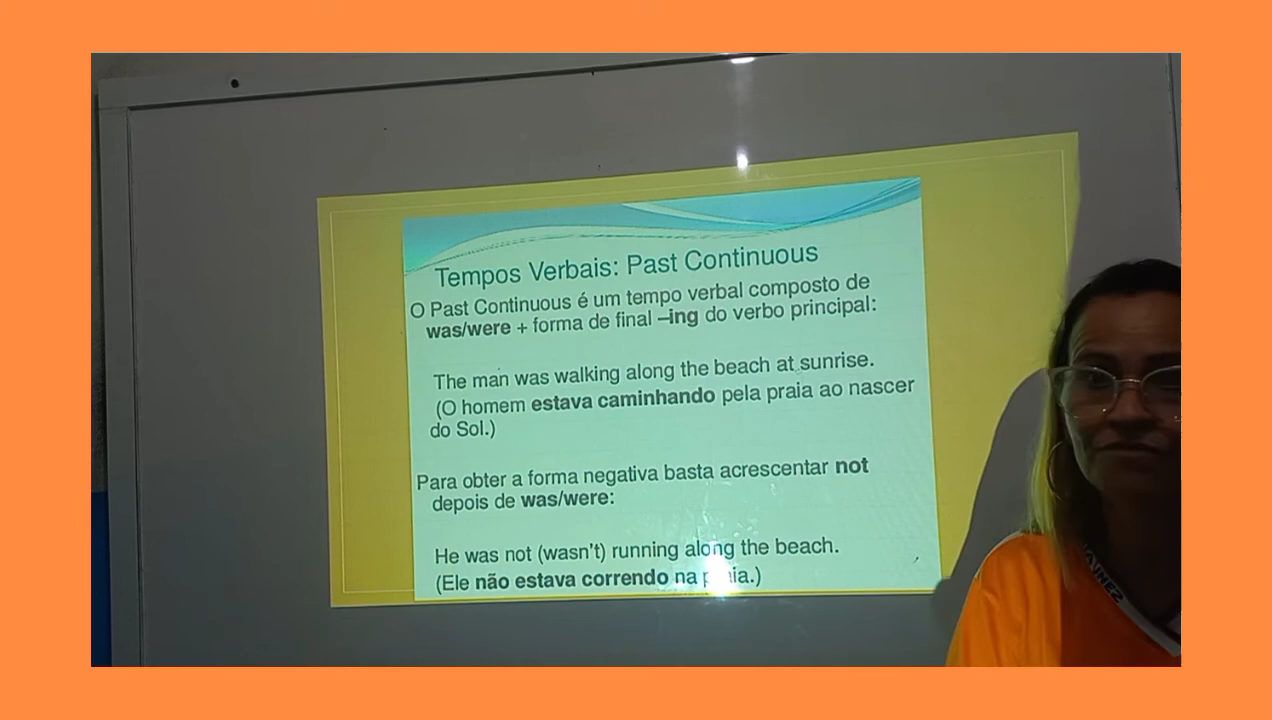 Tempos Verbais: Past Continuous
O Past Continuous é um tempo verbal composto de
was/were + forma de final –ing do verbo principal:
The man was walking along the beach at sunrise.
(O homem estava caminhando pela praia ao nascer
do Sol.)
Para obter a forma negativa basta acrescentar not
depois de was/were:
He was not (wasn't) running along the beach.
(Ele não estava correndo na praia.)